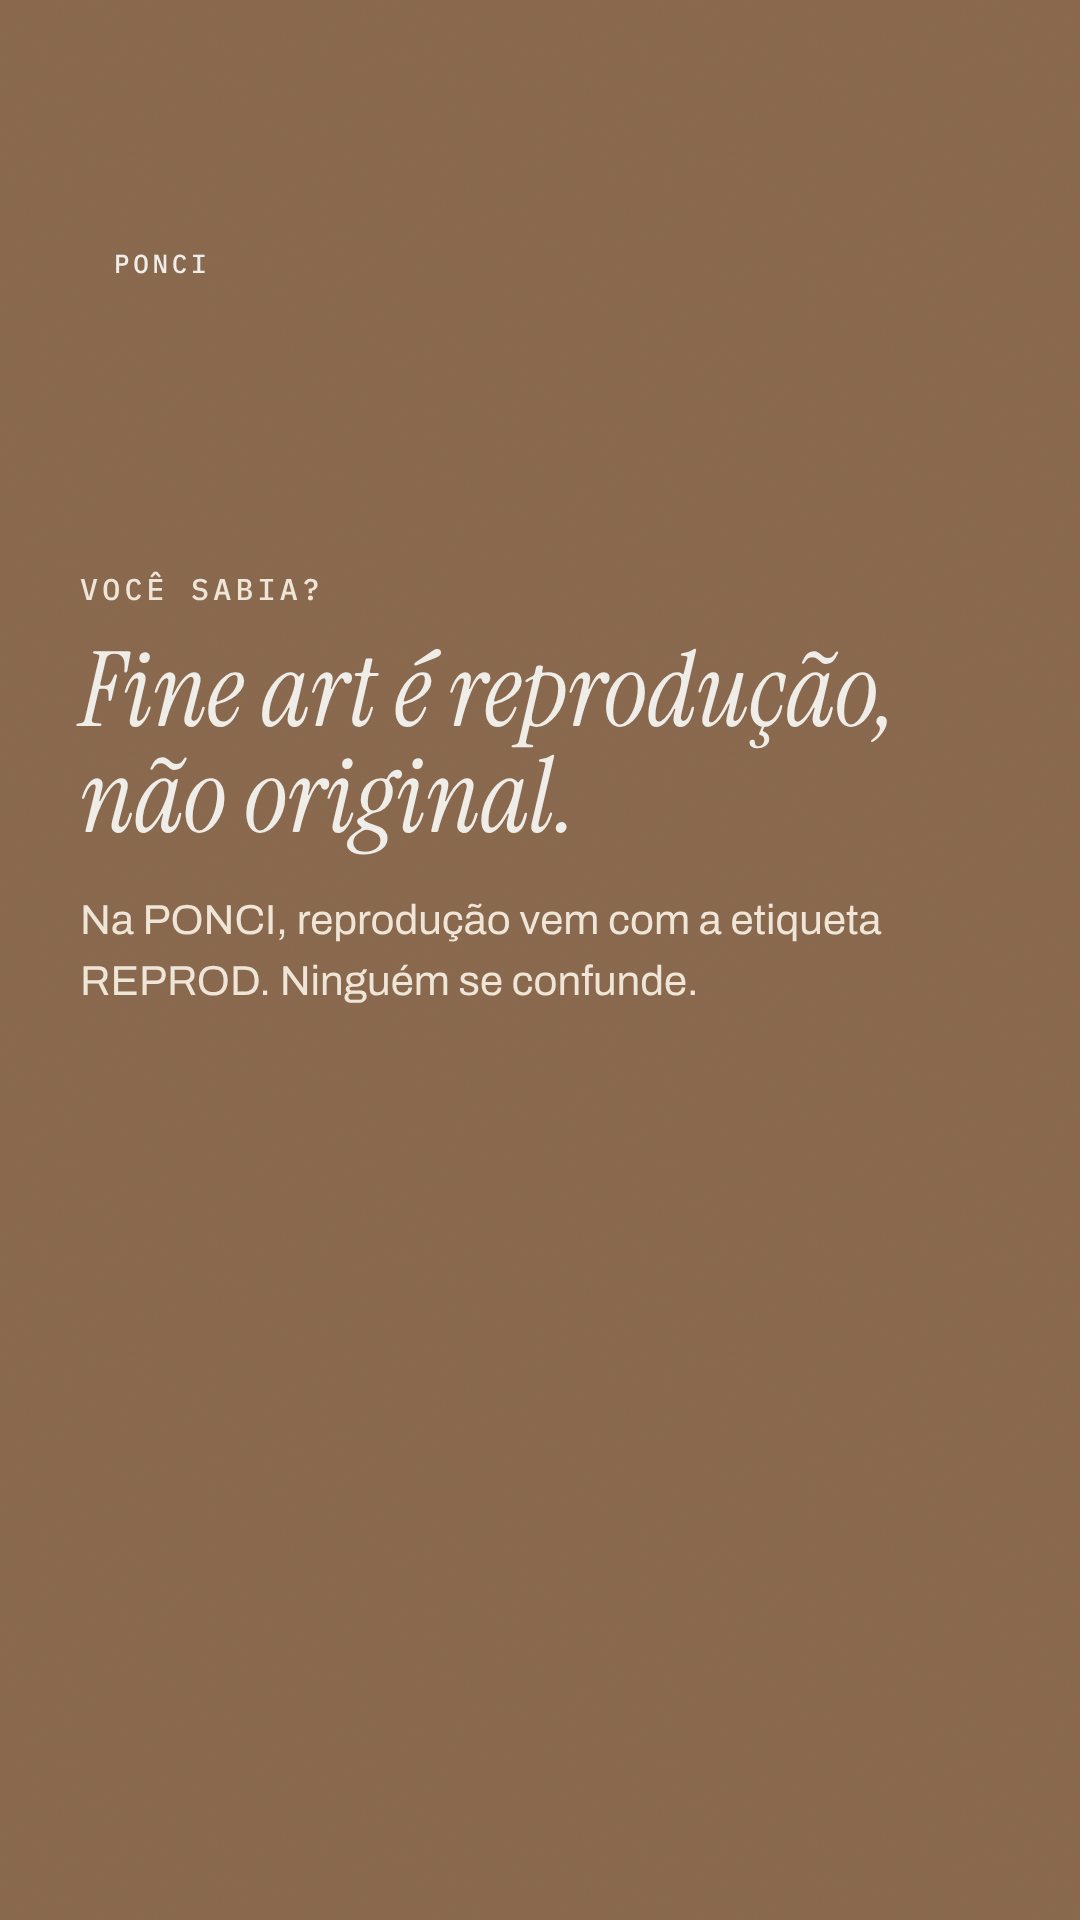 PONCI
VOCÊ SABIA?
Fine art é reprodução,
não original.
Na PONCI, reprodução vem com a etiqueta
REPROD. Ninguém se confunde.